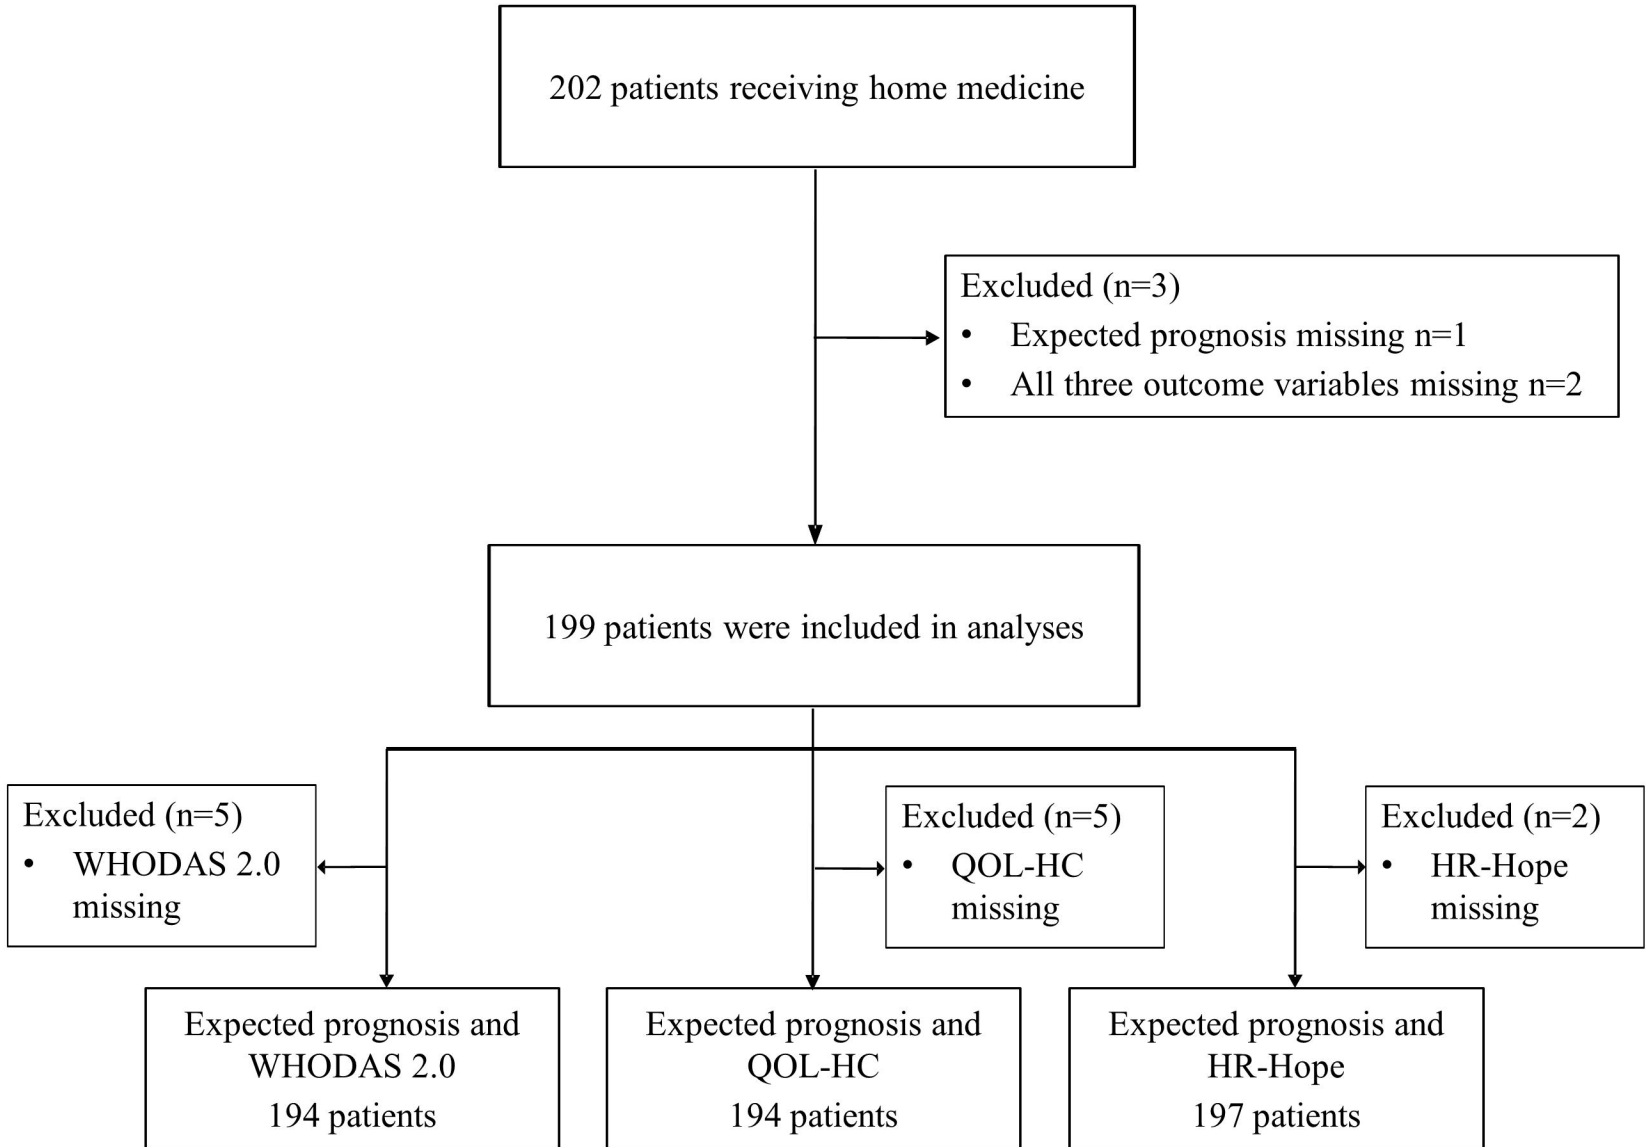 202 patients receiving home medicine
Excluded (n=3)
• Expected prognosis missing n=1
• All three outcome variables missing n=2
199 patients were included in analyses
Excluded (n=5)
• WHODAS 2.0
missing
Excluded (n=5)
• QOL-HC
missing
Excluded (n=2)
• HR-Hope
missing
Expected prognosis and
WHODAS 2.0
194 patients
Expected prognosis and
QOL-HC
194 patients
Expected prognosis and
HR-Hope
197 patients